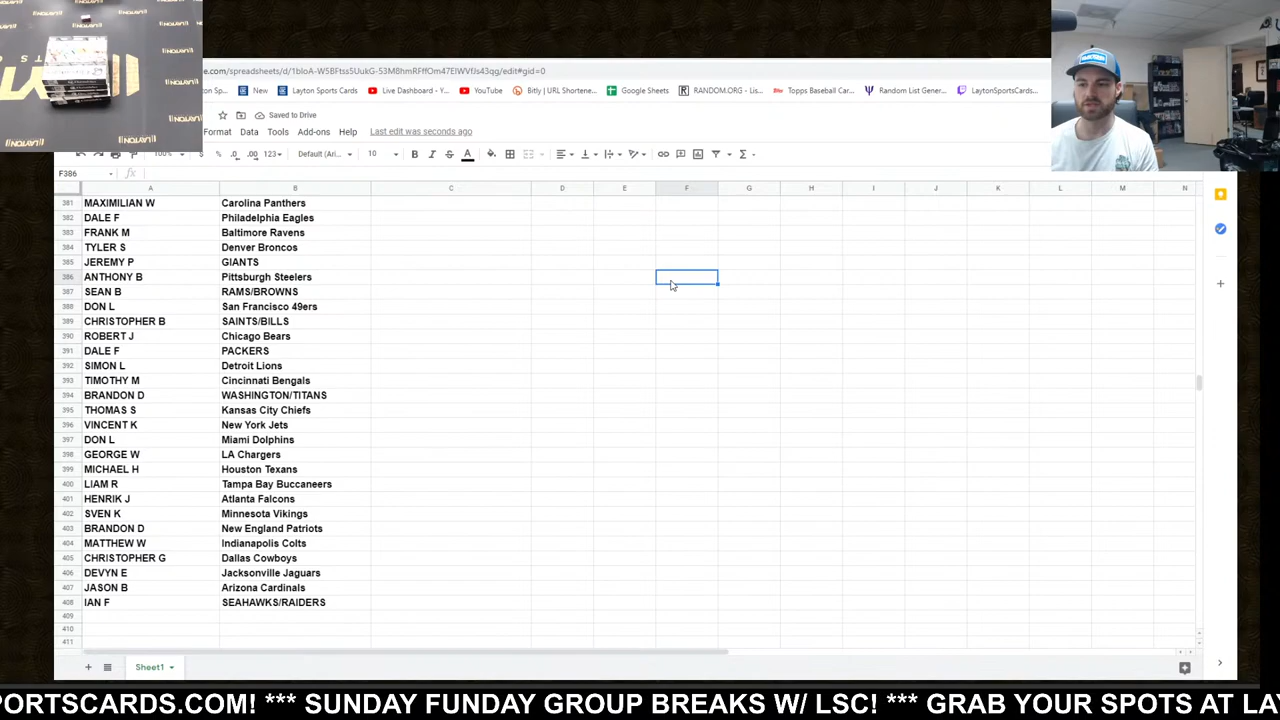 .com/spreadsheets/d/
New
Layton Sports Cards
Live Dashboard - Y...
YouTube
Bitly | URL Shortene...
Google Sheets
RANDOM.ORG - Lis...
Topps Baseball Car...
Random List Gener...
LaytonSportsCards...
Saved to Drive
Format Data Tools Add-ons Help Last edit was seconds ago
100% $ % .0 .00 123 Default (Ari... 10 B I S A
F386 fx
A B C D E F G H I J K L M N
381 MAXIMILIAN W Carolina Panthers
382 DALE F Philadelphia Eagles
383 FRANK M Baltimore Ravens
384 TYLER S Denver Broncos
385 JEREMY P GIANTS
386 ANTHONY B Pittsburgh Steelers
387 SEAN B RAMS/BROWNS
388 DON L San Francisco 49ers
389 CHRISTOPHER B SAINTS/BILLS
390 ROBERT J Chicago Bears
391 DALE F PACKERS
392 SIMON L Detroit Lions
393 TIMOTHY M Cincinnati Bengals
394 BRANDON D WASHINGTON/TITANS
395 THOMAS S Kansas City Chiefs
396 VINCENT K New York Jets
397 DON L Miami Dolphins
398 GEORGE W LA Chargers
399 MICHAEL H Houston Texans
400 LIAM R Tampa Bay Buccaneers
401 HENRIK J Atlanta Falcons
402 SVEN K Minnesota Vikings
403 BRANDON D New England Patriots
404 MATTHEW W Indianapolis Colts
405 CHRISTOPHER G Dallas Cowboys
406 DEVYN E Jacksonville Jaguars
407 JASON B Arizona Cardinals
408 IAN F SEAHAWKS/RAIDERS
409
410
411
Sheet1
PORTSCARDS.COM! *** SUNDAY FUNDAY GROUP BREAKS W/ LSC! *** GRAB YOUR SPOTS AT LA